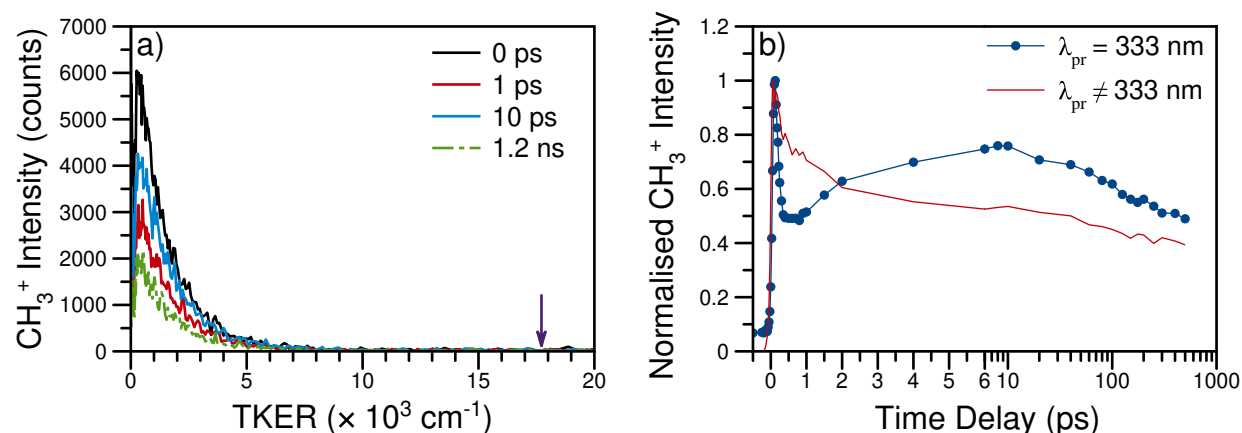 a)
7000
6000
5000
4000
3000
2000
1000
0
CH₃⁺ Intensity (counts)
0 ps
1 ps
10 ps
1.2 ns
0 5 10 15 20
TKER (× 10³ cm⁻¹)
b)
1.2
1
0.8
0.6
0.4
0.2
0
Normalised CH₃⁺ Intensity
λpr = 333 nm
λpr ≠ 333 nm
0 1 2 3 4 5 6 10 100 1000
Time Delay (ps)